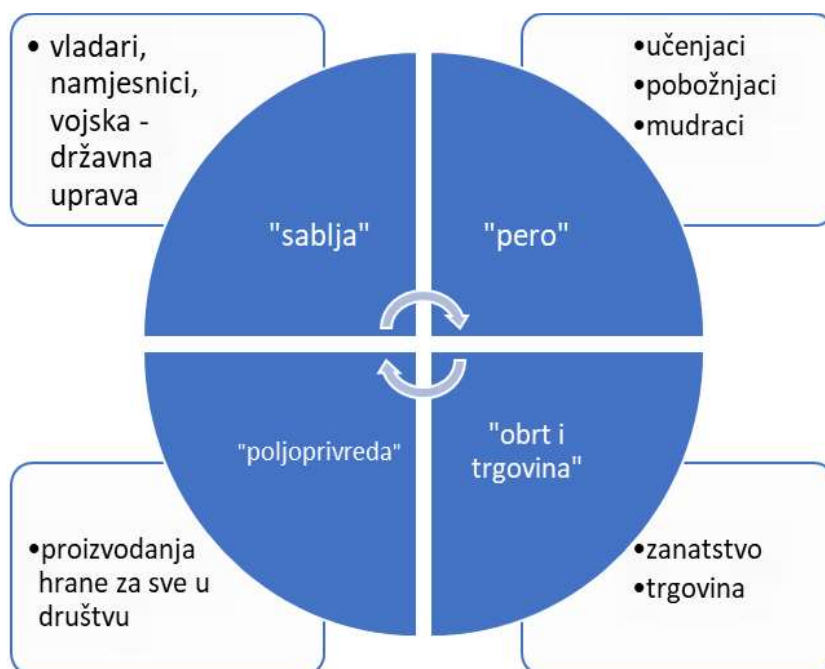 • vladari,
namjesnici,
vojska -
državna
uprava
•učenjaci
•pobožnjaci
•mudraci
"sablja"
"pero"
"poljoprivreda"
"obrt i
trgovina"
•proizvodanja
hrane za sve u
društvu
•zanatstvo
•trgovina